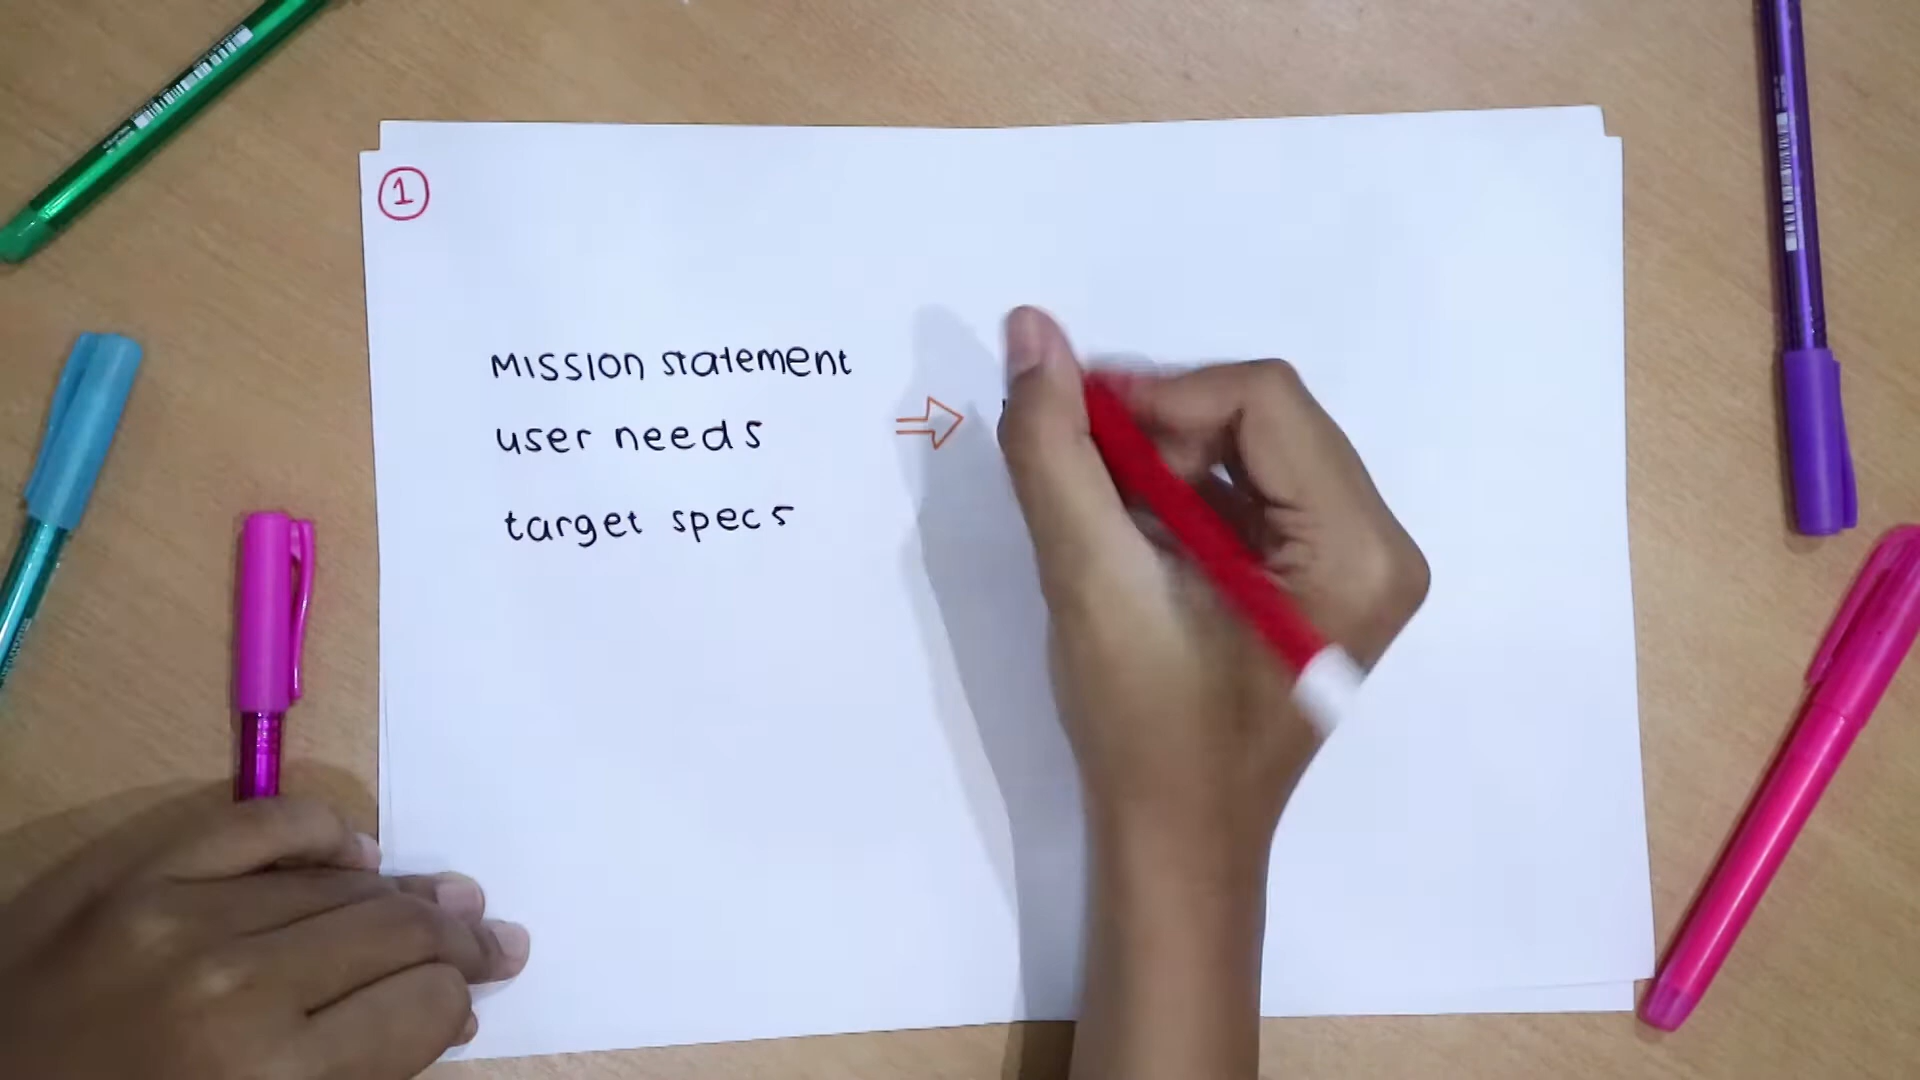 1
Mission statement
user needs
target specs